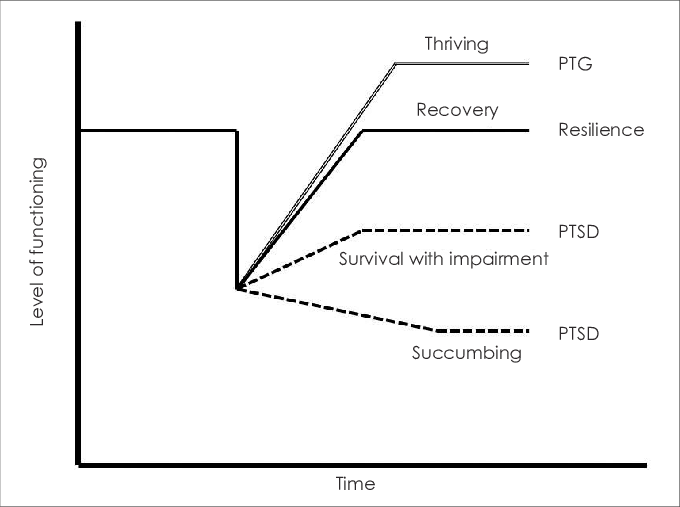 Thriving
PTG
Recovery
Resilience
Level of functioning
PTSD
Survival with impairment
PTSD
Succumbing
Time